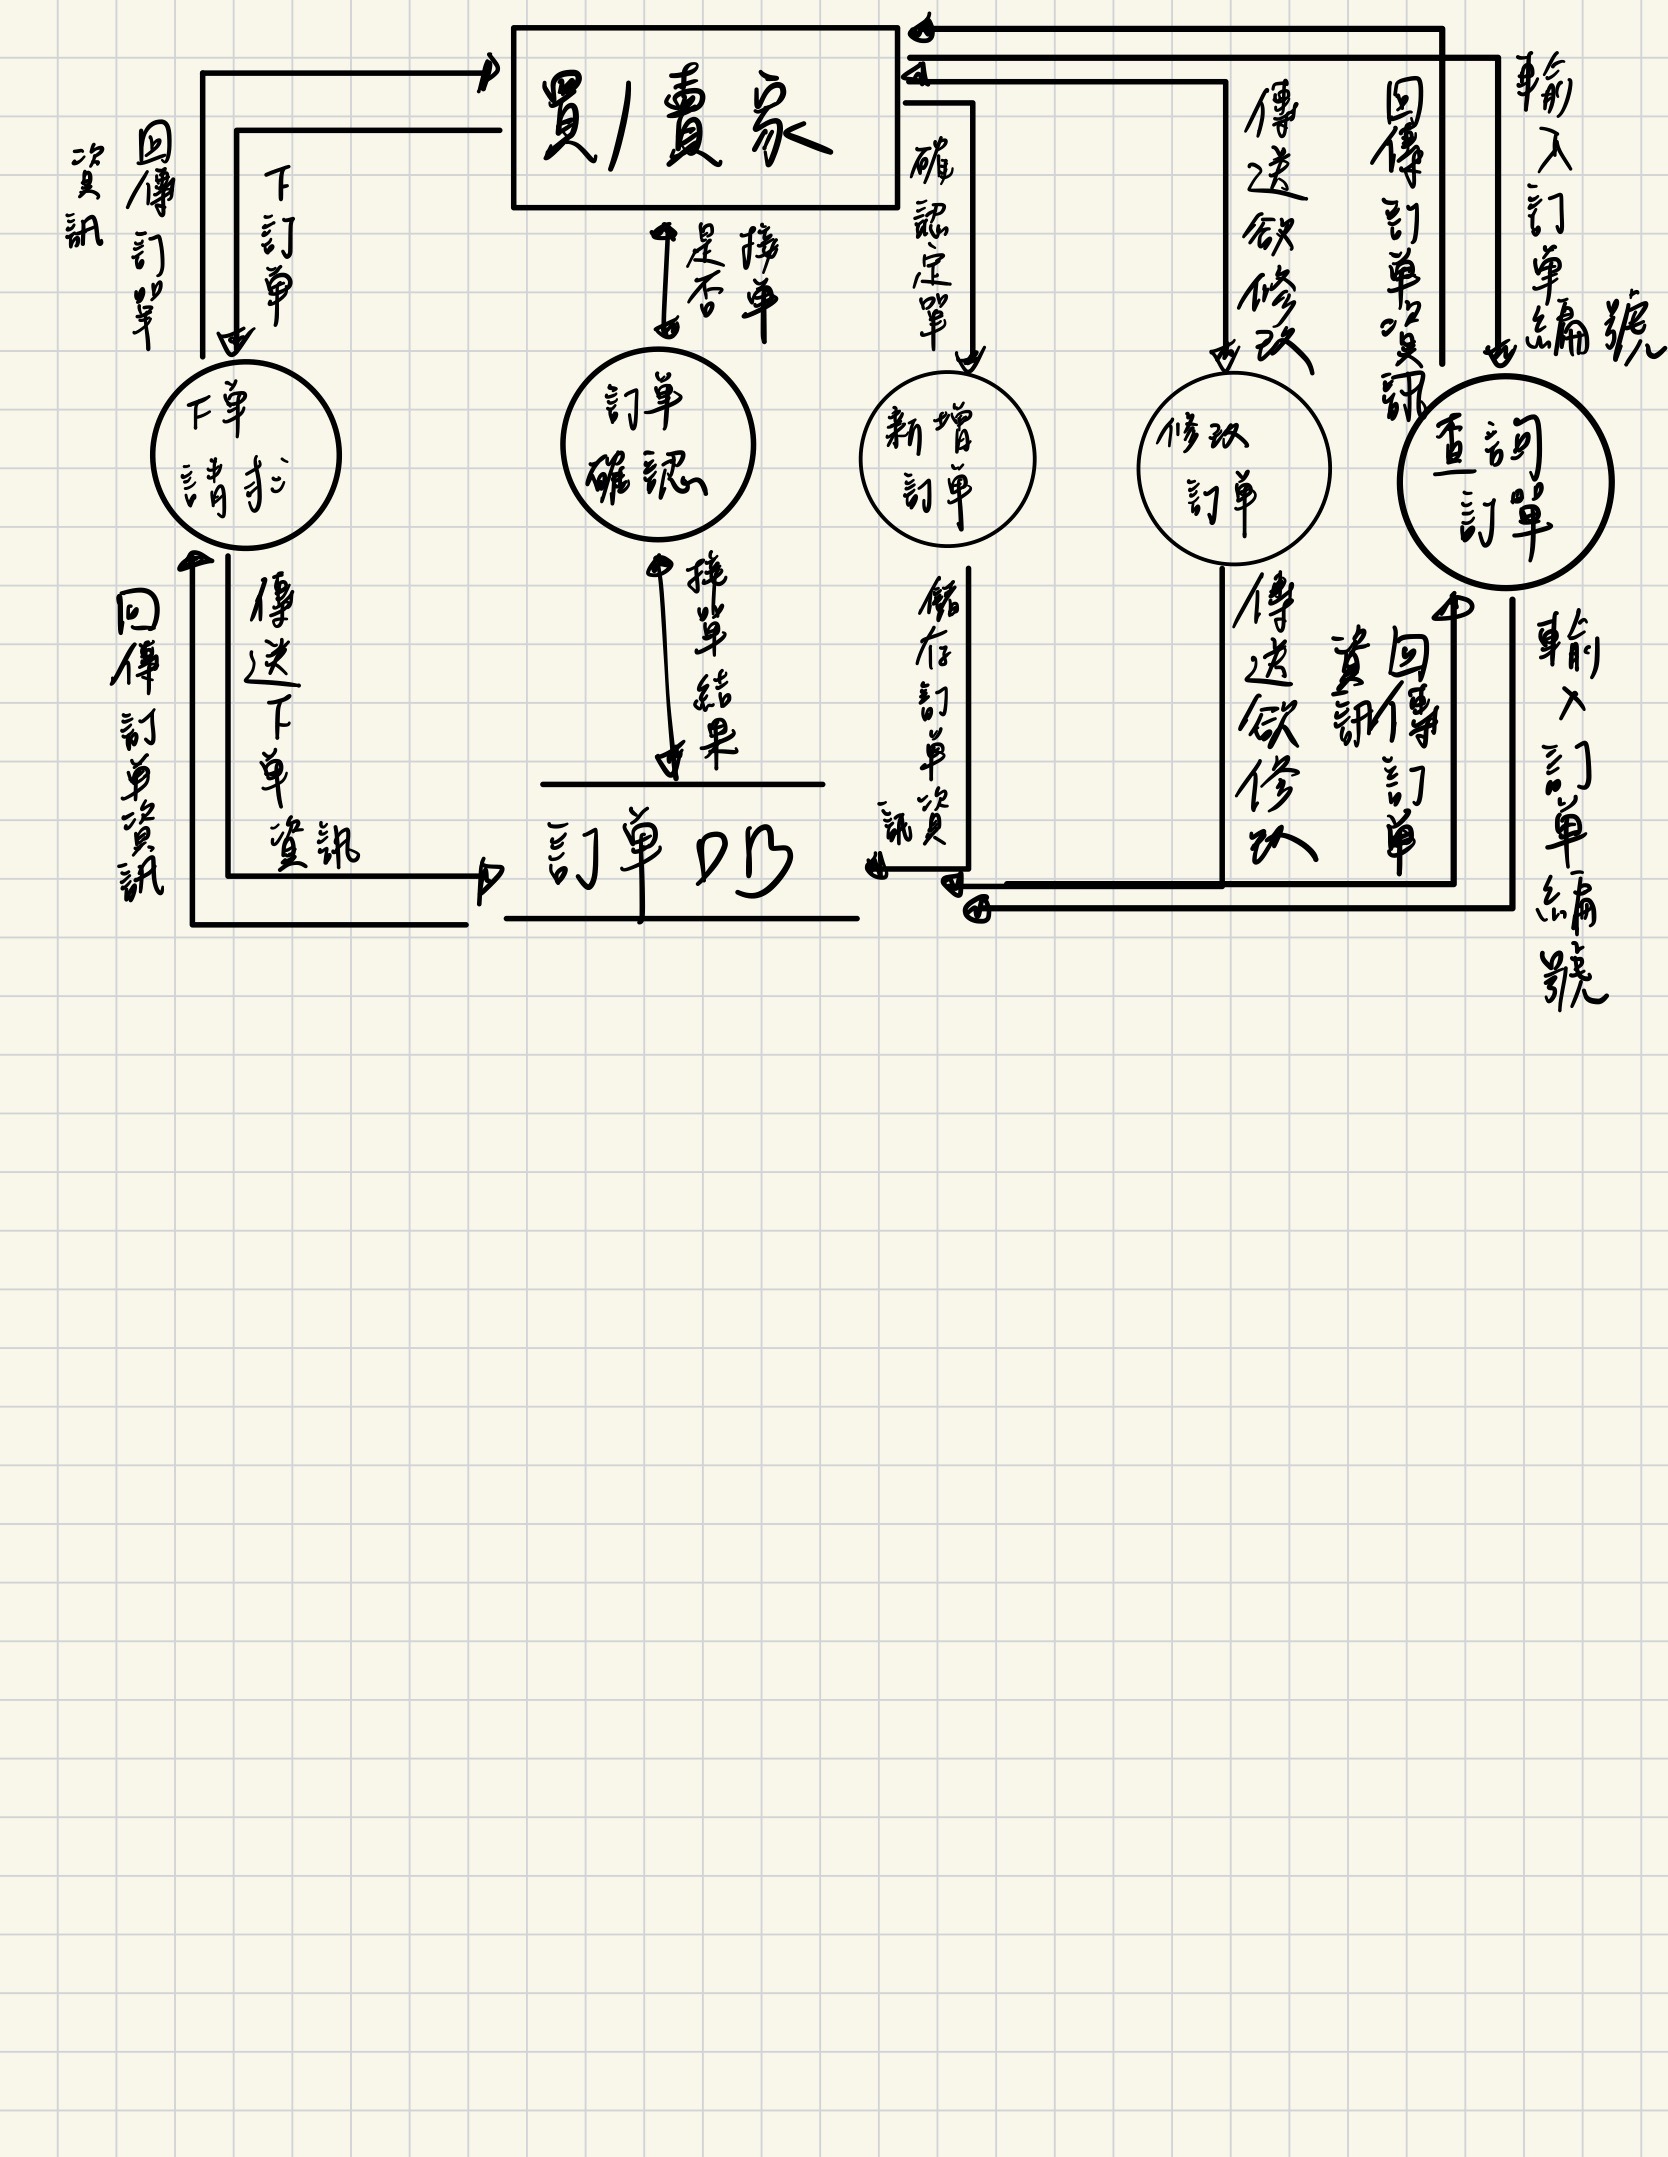 買/賣家
回傳訂單
資訊
下訂單
是否
接單
確認定單
傳送欲修改
回傳訂單資訊
輸入訂單編號
下單
請求
訂單
確認
新增
訂單
修改
訂單
查詢
訂單
回傳訂單資訊
傳送下單
資訊
接單結果
儲存訂單資
訊
傳送欲修改
回傳訂單
資訊
輸入訂單編號
訂單DB